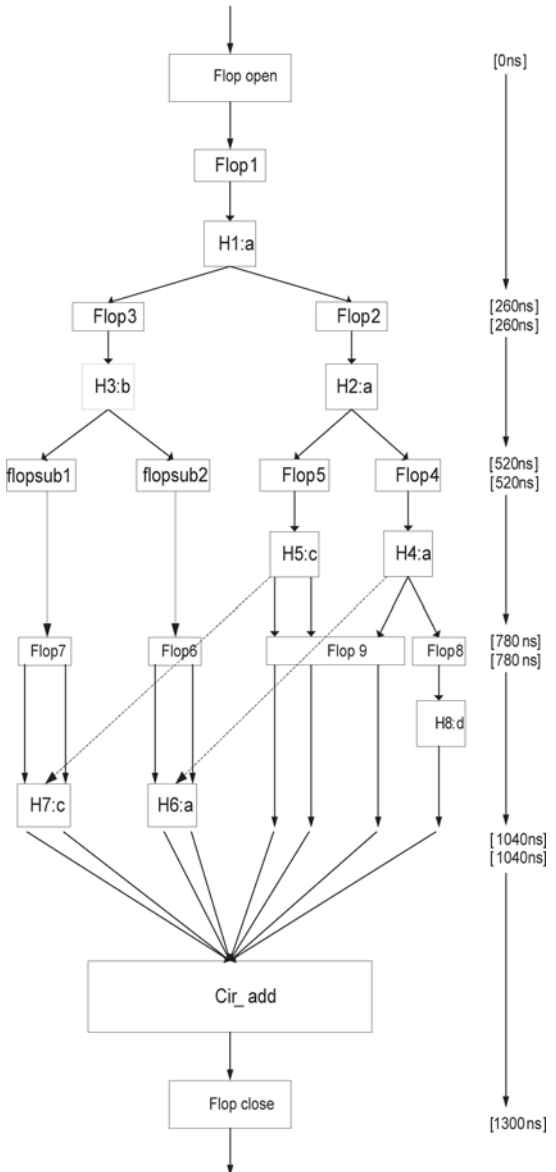 Flop open
[0ns]
Flop1
H1:a
Flop3
Flop2
[260ns]
[260ns]
H3:b
H2:a
flopsub1
flopsub2
Flop5
Flop4
[520ns]
[520ns]
H5:c
H4:a
Flop7
Flop6
Flop 9
Flop8
[780 ns]
[780 ns]
H8:d
H7:c
H6:a
[1040ns]
[1040ns]
Cir_ add
Flop close
[1300ns]